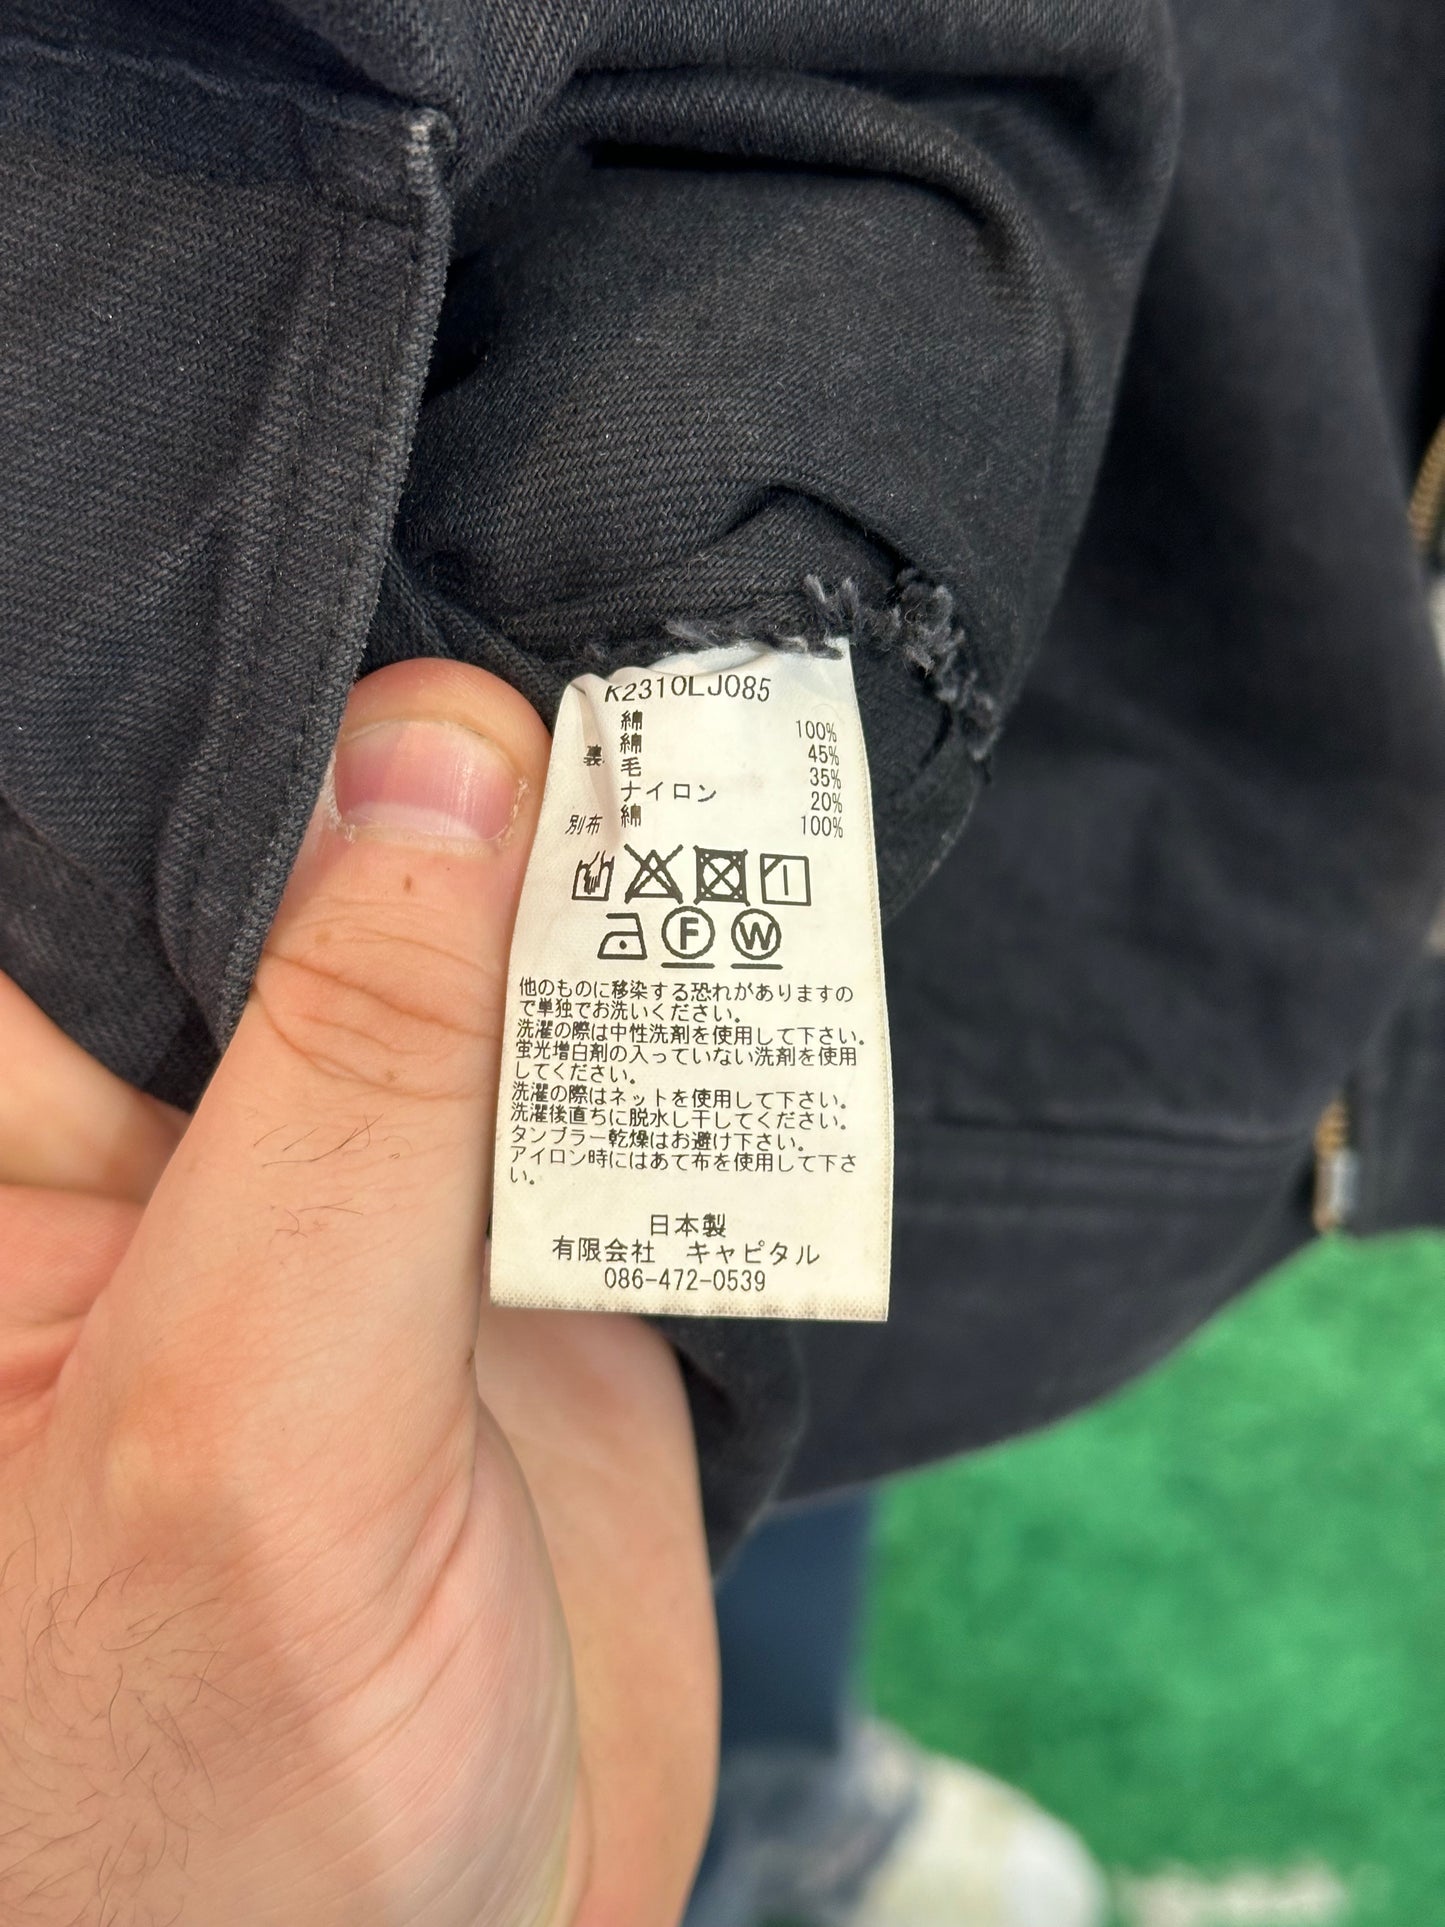 K2310LJ085
綿 100%
裏 綿 45%
毛 35%
ナイロン 20%
別布 綿 100%
F W
他のものに移染する恐れがありますの
で単独でお洗いください。
洗濯の際は中性洗剤を使用して下さい。
蛍光増白剤の入っていない洗剤を使用
してください。
洗濯の際はネットを使用して下さい。
洗濯後直ちに脱水し干してください。
タンブラー乾燥はお避け下さい。
アイロン時にはあて布を使用して下さ
い。
日本製
有限会社 キャピタル
086-472-0539